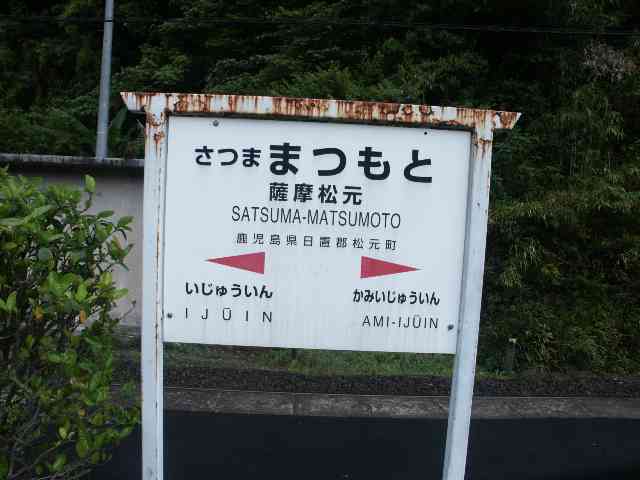 さつま まつもと
薩摩松元
SATSUMA-MATSUMOTO
鹿児島県日置郡松元町
いじゅういん かみいじゅういん
IJŪIN AMI-IJŪIN